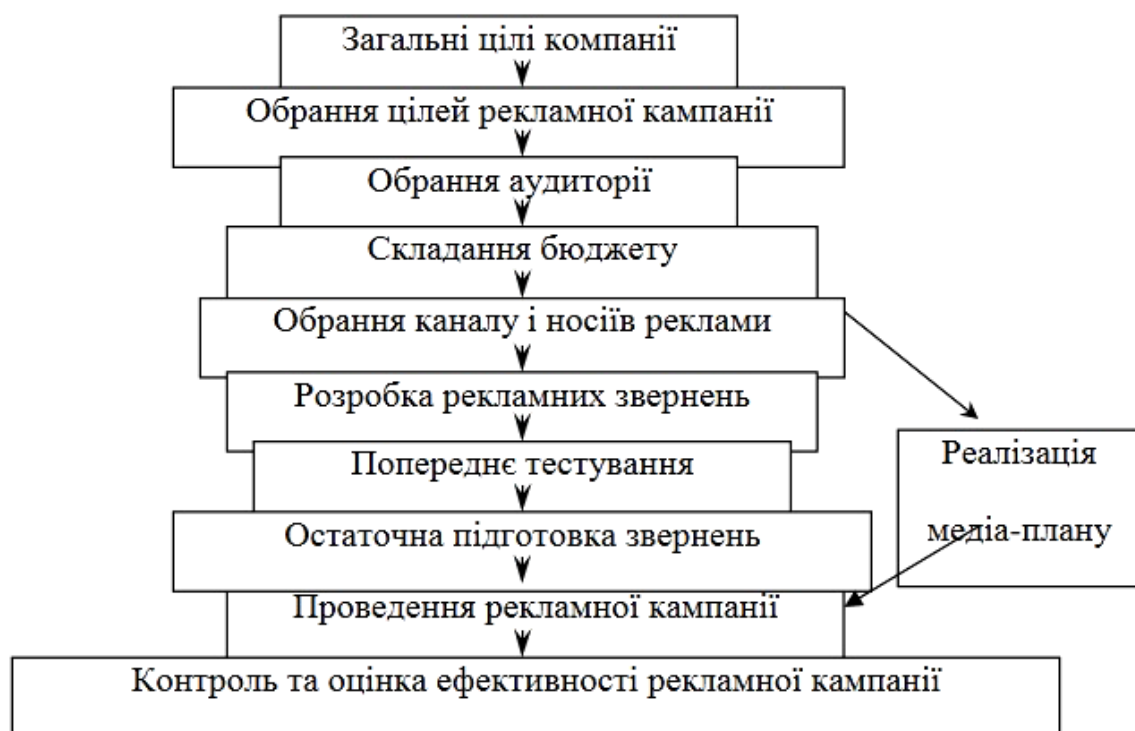 Загальні цілі компанії
Обрання цілей рекламної кампанії
Обрання аудиторії
Складання бюджету
Обрання каналу і носіїв реклами
Розробка рекламних звернень
Попереднє тестування
Остаточна підготовка звернень
Проведення рекламної кампанії
Контроль та оцінка ефективності рекламної кампанії
Реалізація
медіа-плану